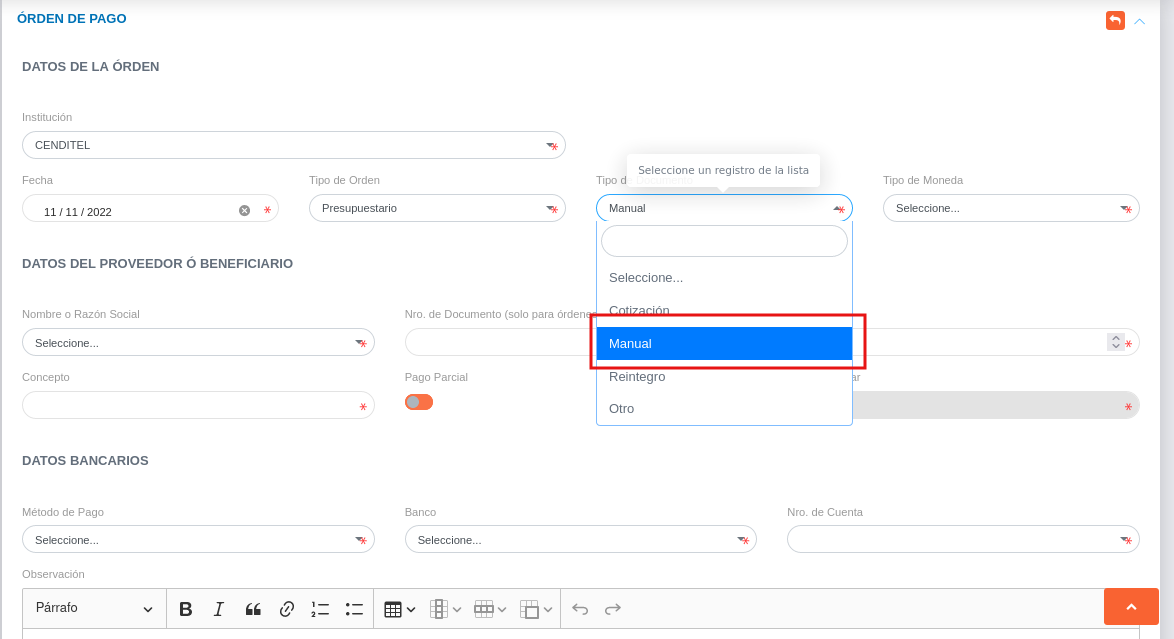 ÓRDEN DE PAGO
DATOS DE LA ÓRDEN
Institución
CENDITEL
Seleccione un registro de la lista
Fecha
Tipo de Orden
Tipo de
Tipo de Moneda
11 / 11 / 2022
Presupuestario
Manual
Seleccione...
DATOS DEL PROVEEDOR Ó BENEFICIARIO
Seleccione...
Cotización
Manual
Reintegro
Otro
Nombre o Razón Social
Nro. de Documento (solo para órdenes
Seleccione...
Concepto
Pago Parcial
ar
DATOS BANCARIOS
Método de Pago
Banco
Nro. de Cuenta
Seleccione...
Seleccione...
Observación
Párrafo